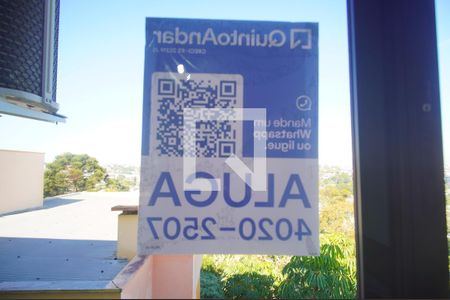 QuintoAndar
Mande um
Whatsapp
ou ligue.
ALUGA
4020-2507